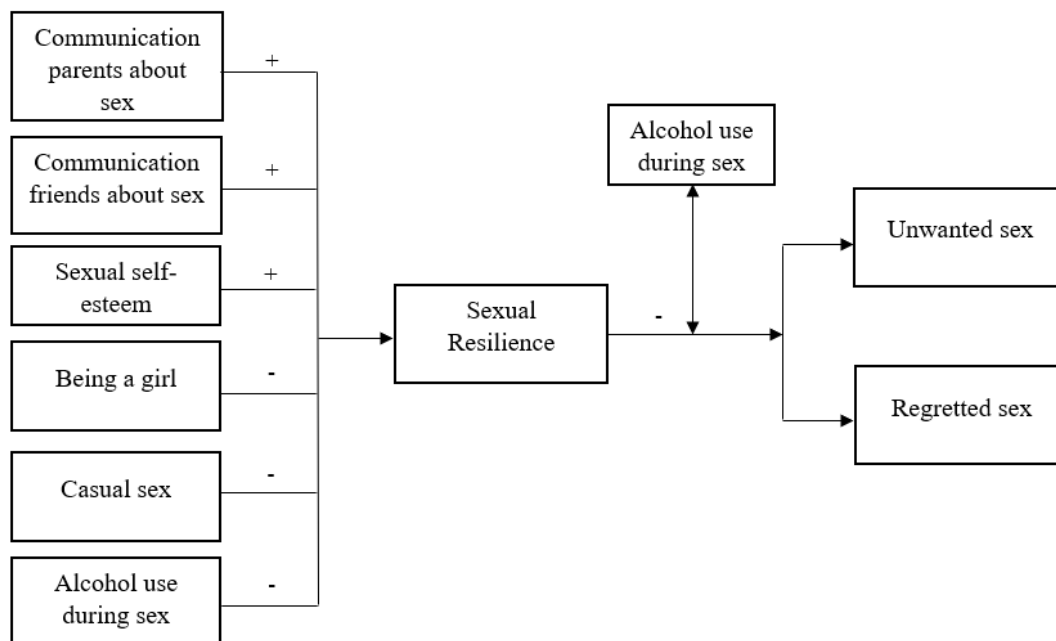 Communication
parents about
sex
+
Communication
friends about sex
+
Sexual self-
esteem
+
Being a girl
-
Casual sex
-
Alcohol use
during sex
-
Sexual
Resilience
-
Alcohol use
during sex
Unwanted sex
Regretted sex